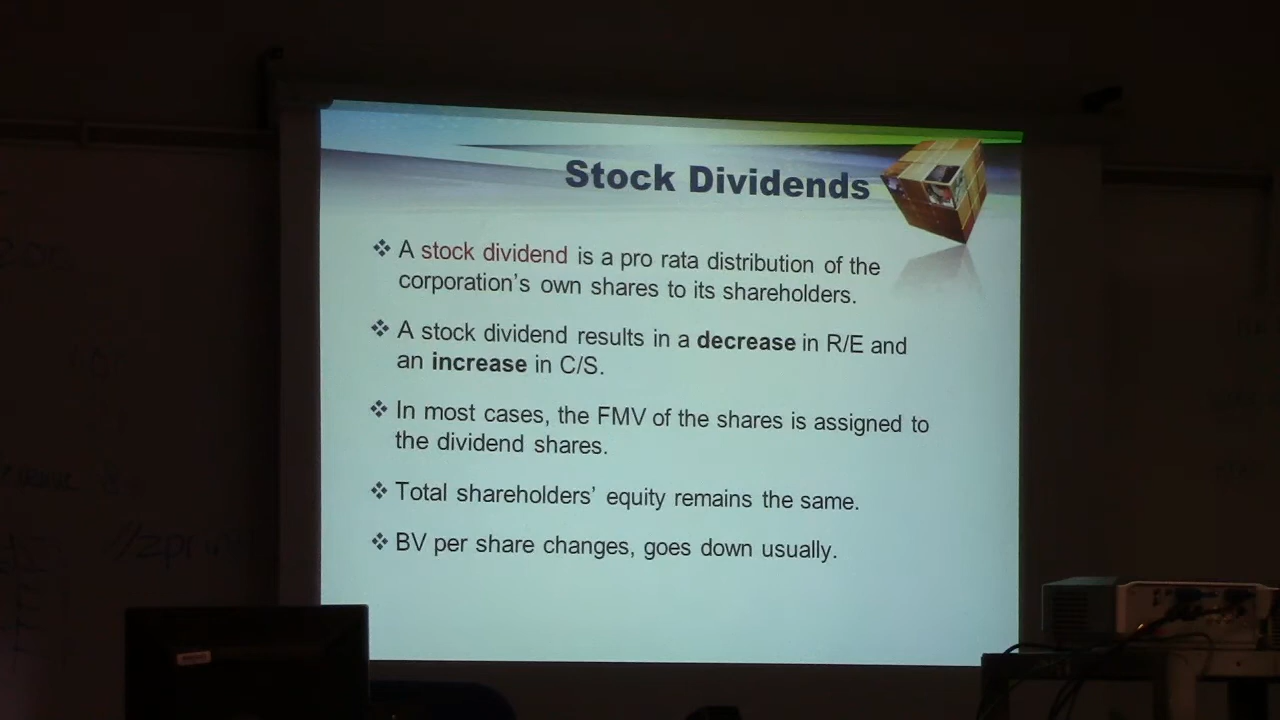 Stock Dividends
❖ A stock dividend is a pro rata distribution of the
corporation's own shares to its shareholders.
❖ A stock dividend results in a decrease in R/E and
an increase in C/S.
❖ In most cases, the FMV of the shares is assigned to
the dividend shares.
❖ Total shareholders' equity remains the same.
❖ BV per share changes, goes down usually.